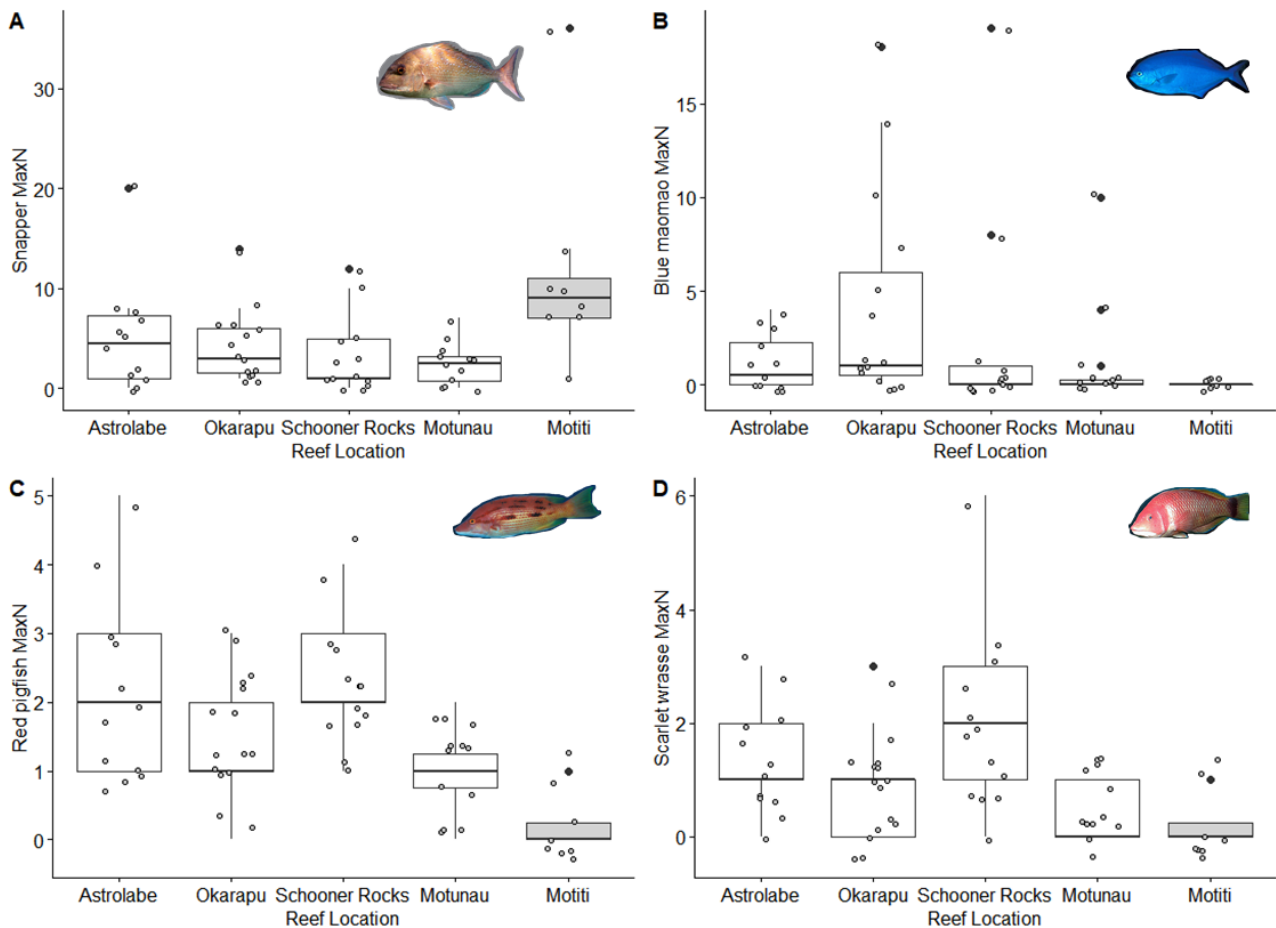 A
Snapper MaxN
30
20
10
0
Astrolabe Okarapu Schooner Rocks Motunau Motiti
Reef Location
B
Blue maomao MaxN
15
10
5
0
Astrolabe Okarapu Schooner Rocks Motunau Motiti
Reef Location
C
Red pigfish MaxN
5
4
3
2
1
0
Astrolabe Okarapu Schooner Rocks Motunau Motiti
Reef Location
D
Scarlet wrasse MaxN
6
4
2
0
Astrolabe Okarapu Schooner Rocks Motunau Motiti
Reef Location